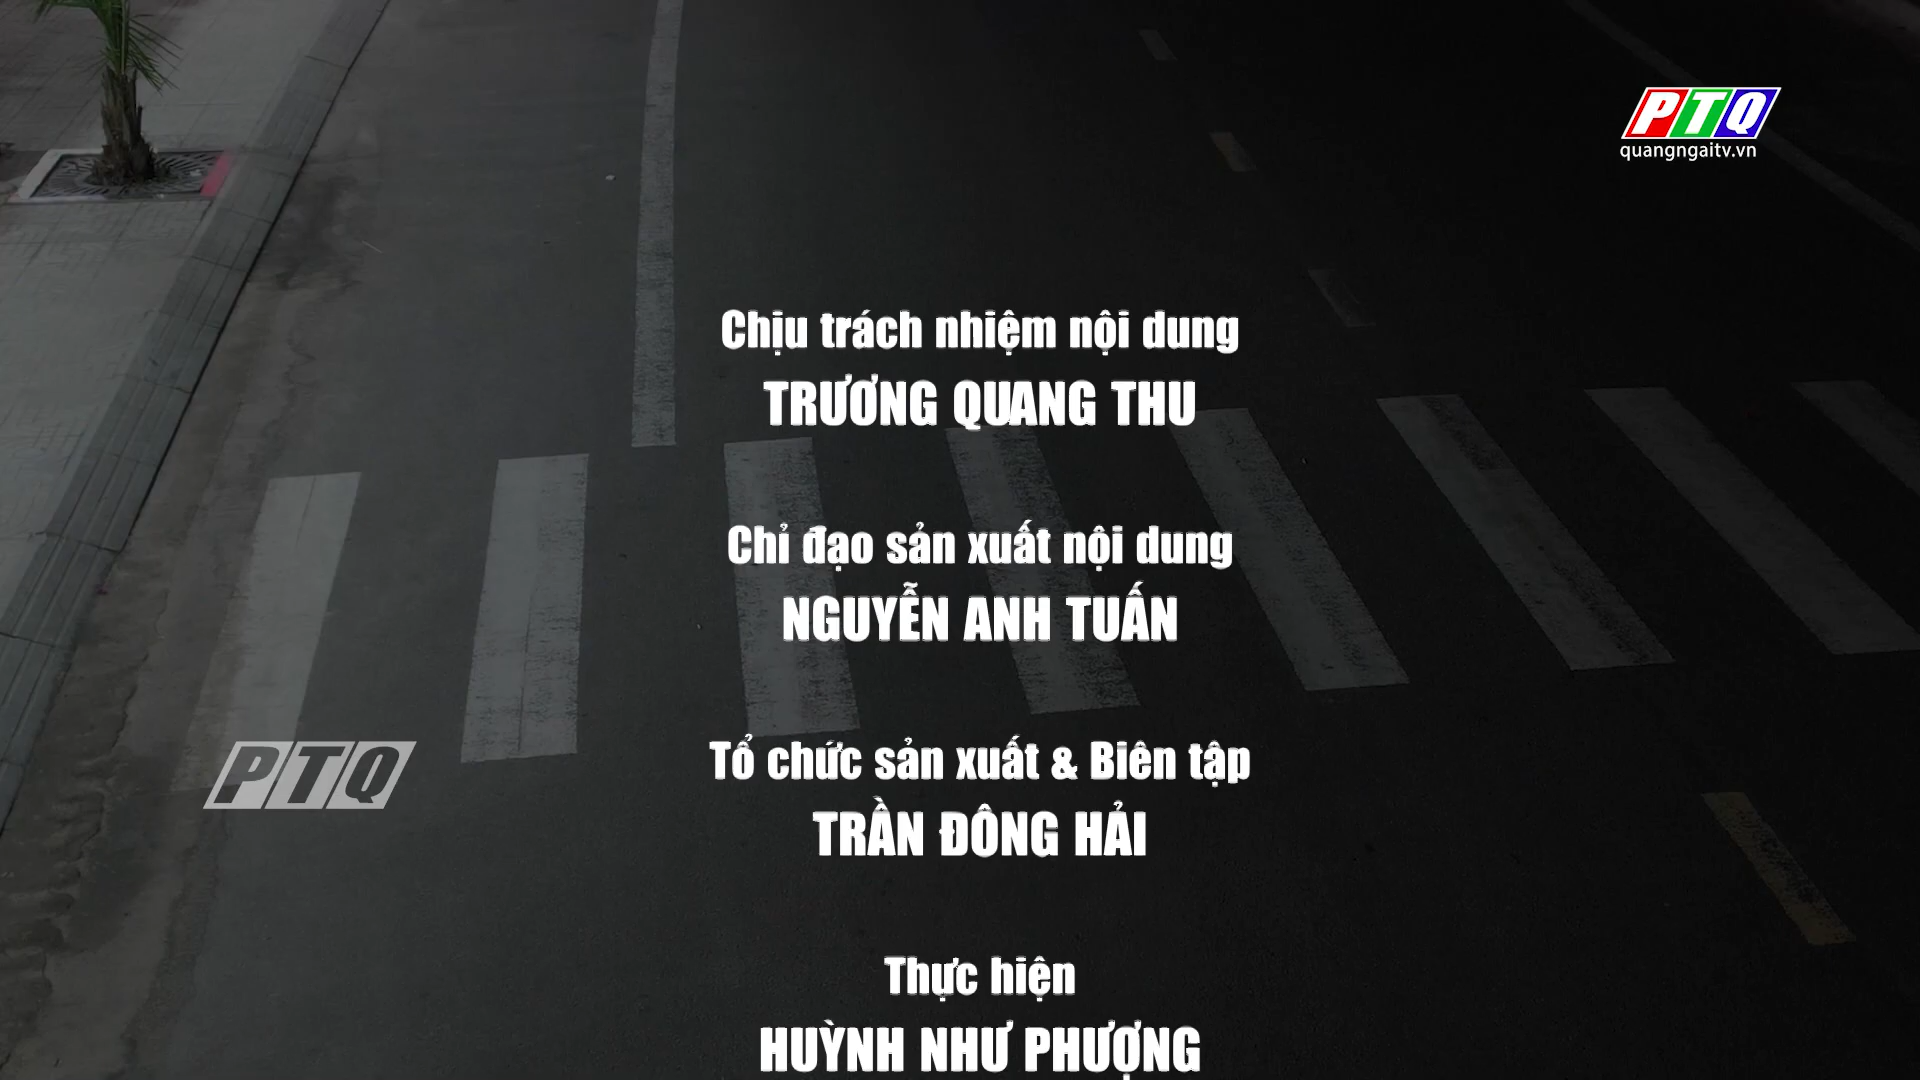 PTQ
quangngaitv.vn
Chịu trách nhiệm nội dung
TRƯƠNG QUANG THU
Chỉ đạo sản xuất nội dung
NGUYỄN ANH TUẤN
Tổ chức sản xuất & Biên tập
TRẦN ĐÔNG HẢI
PTQ
Thực hiện
HUỲNH NHƯ PHƯỢNG